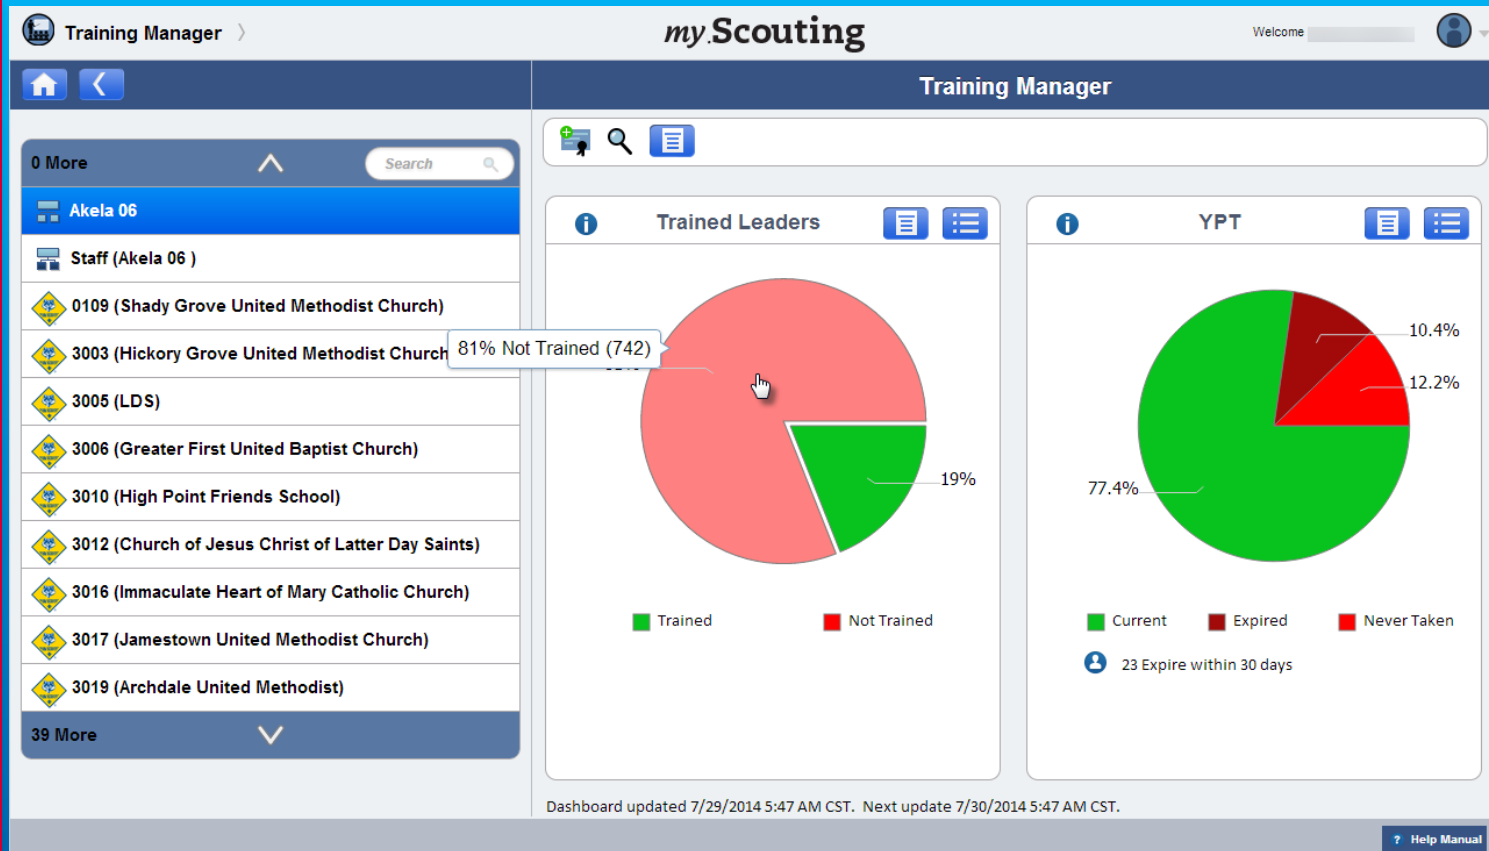 Training Manager
my.Scouting
Welcome
Training Manager
0 More
Search
Akela 06
Staff (Akela 06 )
0109 (Shady Grove United Methodist Church)
3003 (Hickory Grove United Methodist Church
3005 (LDS)
3006 (Greater First United Baptist Church)
3010 (High Point Friends School)
3012 (Church of Jesus Christ of Latter Day Saints)
3016 (Immaculate Heart of Mary Catholic Church)
3017 (Jamestown United Methodist Church)
3019 (Archdale United Methodist)
39 More
Trained Leaders
81% Not Trained (742)
19%
Trained
Not Trained
YPT
10.4%
12.2%
77.4%
Current
Expired
Never Taken
23 Expire within 30 days
Dashboard updated 7/29/2014 5:47 AM CST. Next update 7/30/2014 5:47 AM CST.
? Help Manual